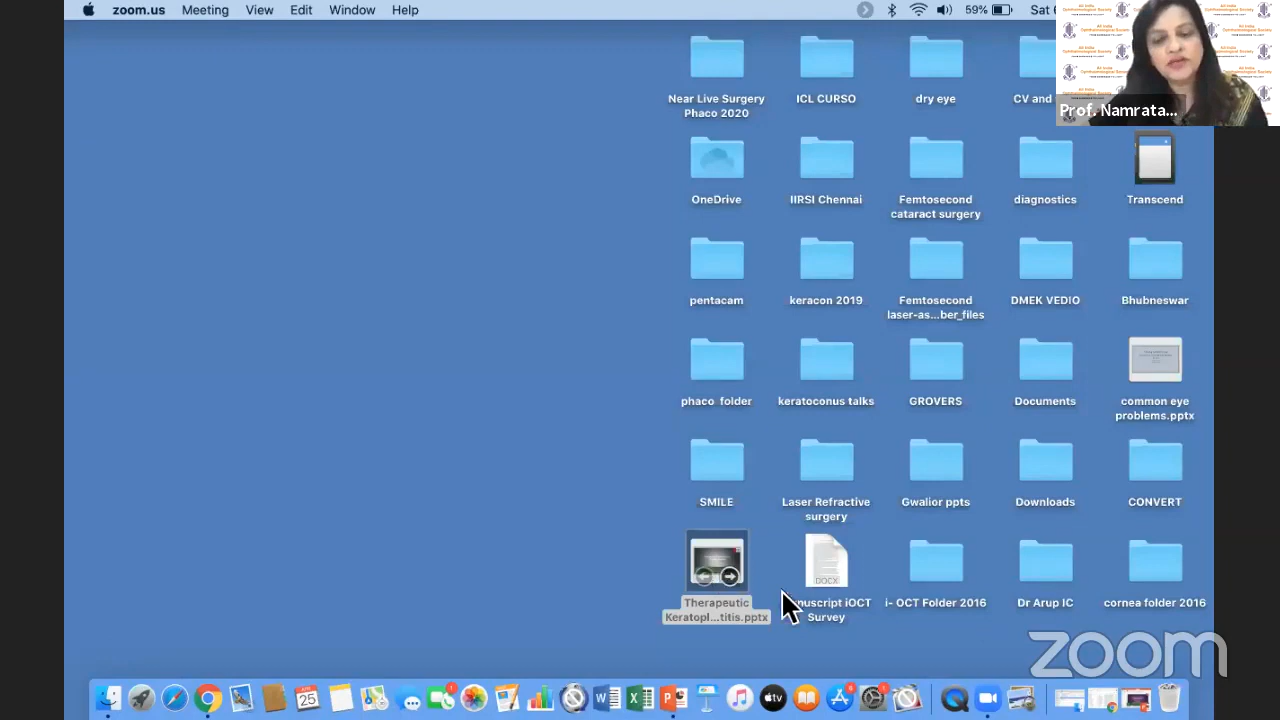 zoom.us Meeting View Edit Window Help
59%
Sat
Near Live Surgery
Phaco 2020
ICL CURSO
dry eye
CV and
Prof. Namrata...
OneDrive
IIRSI Chennai
Femtosecond
cataract surgery
diagnostics
Transcend
pentacam
keracon 2019
Femtosecond
laser-as...ber_files
DMEK VEDIO
Bhubneswar
phaco folder
keratoconus talks
GROVERS
Documents
common eye
problems.pptx
SMILE
Laser Refractive
surgery
Gwalior ppts
Downloads
CONVERT
DOCX
Therapeutic
Keratopl...titis.pptx
nuscript iOCT
Survey
i- OCT Folder 2016
Dr Arup IC
cornea folder 2016
zoom
25
tv